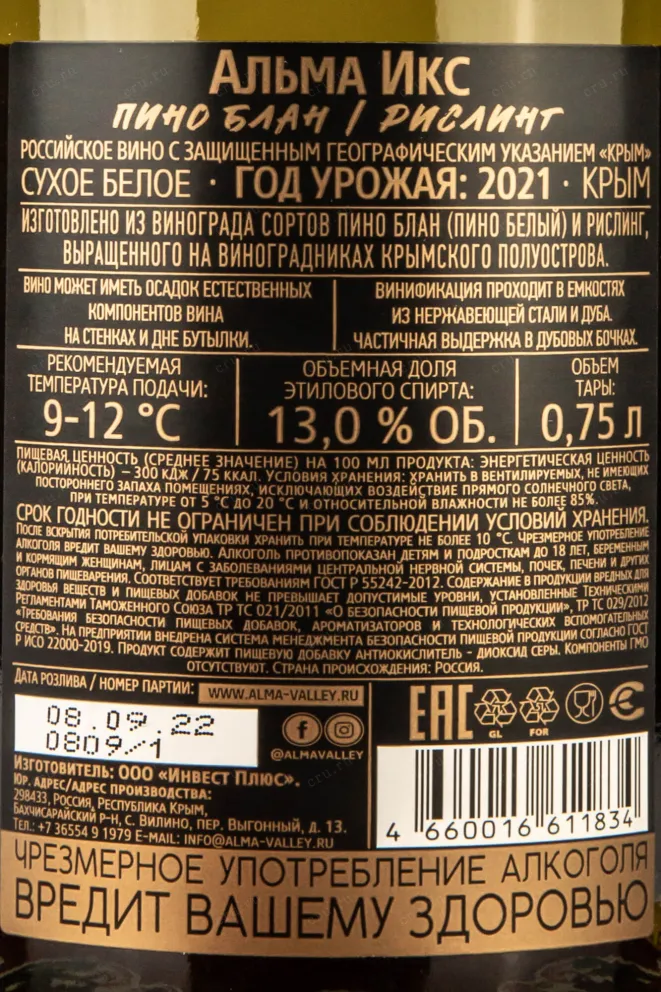 Альма Икс
ПИНО БЛАН / РИСЛИНГ
РОССИЙСКОЕ ВИНО С ЗАЩИЩЕННЫМ ГЕОГРАФИЧЕСКИМ УКАЗАНИЕМ «КРЫМ»
СУХОЕ БЕЛОЕ · ГОД УРОЖАЯ: 2021 · КРЫМ
ИЗГОТОВЛЕНО ИЗ ВИНОГРАДА СОРТОВ ПИНО БЛАН (ПИНО БЕЛЫЙ) И РИСЛИНГ,
ВЫРАЩЕННОГО НА ВИНОГРАДНИКАХ КРЫМСКОГО ПОЛУОСТРОВА.
ВИНО МОЖЕТ ИМЕТЬ ОСАДОК ЕСТЕСТВЕННЫХ
КОМПОНЕНТОВ ВИНА
НА СТЕНКАХ И ДНЕ БУТЫЛКИ.
ВИНИФИКАЦИЯ ПРОХОДИТ В ЕМКОСТЯХ
ИЗ НЕРЖАВЕЮЩЕЙ СТАЛИ И ДУБА.
ЧАСТИЧНАЯ ВЫДЕРЖКА В ДУБОВЫХ БОЧКАХ.
РЕКОМЕНДУЕМАЯ
ТЕМПЕРАТУРА ПОДАЧИ:
9-12 °C
ОБЪЕМНАЯ ДОЛЯ
ЭТИЛОВОГО СПИРТА:
13,0 % ОБ.
ОБЪЕМ
ТАРЫ:
0,75 Л
ПИЩЕВАЯ ЦЕННОСТЬ (СРЕДНЕЕ ЗНАЧЕНИЕ) НА 100 МЛ ПРОДУКТА: ЭНЕРГЕТИЧЕСКАЯ ЦЕННОСТЬ
(КАЛОРИЙНОСТЬ) – 300 кДж / 75 ККАЛ. УСЛОВИЯ ХРАНЕНИЯ: ХРАНИТЬ В ВЕНТИЛИРУЕМЫХ, НЕ ИМЕЮЩИХ
ПОСТОРОННЕГО ЗАПАХА ПОМЕЩЕНИЯХ, ИСКЛЮЧАЮЩИХ ВОЗДЕЙСТВИЕ ПРЯМОГО СОЛНЕЧНОГО СВЕТА,
ПРИ ТЕМПЕРАТУРЕ ОТ 5 °C ДО 20 °C И ОТНОСИТЕЛЬНОЙ ВЛАЖНОСТИ НЕ БОЛЕЕ 85%.
СРОК ГОДНОСТИ НЕ ОГРАНИЧЕН ПРИ СОБЛЮДЕНИИ УСЛОВИЙ ХРАНЕНИЯ.
ПОСЛЕ ВСКРЫТИЯ ПОТРЕБИТЕЛЬСКОЙ УПАКОВКИ ХРАНИТЬ ПРИ ТЕМПЕРАТУРЕ НЕ БОЛЕЕ 10 °C. ЧРЕЗМЕРНОЕ УПОТРЕБЛЕНИЕ
АЛКОГОЛЯ ВРЕДИТ ВАШЕМУ ЗДОРОВЬЮ. АЛКОГОЛЬ ПРОТИВОПОКАЗАН ДЕТЯМ И ПОДРОСТКАМ ДО 18 ЛЕТ, БЕРЕМЕННЫМ
И КОРМЯЩИМ ЖЕНЩИНАМ, ЛИЦАМ С ЗАБОЛЕВАНИЯМИ ЦЕНТРАЛЬНОЙ НЕРВНОЙ СИСТЕМЫ, ПОЧЕК, ПЕЧЕНИ И ДРУГИХ
ОРГАНОВ ПИЩЕВАРЕНИЯ. СООТВЕТСТВУЕТ ТРЕБОВАНИЯМ ГОСТ Р 55242-2012. СОДЕРЖАНИЕ В ПРОДУКЦИИ ВРЕДНЫХ ДЛЯ
ЗДОРОВЬЯ ВЕЩЕСТВ И ПИЩЕВЫХ ДОБАВОК НЕ ПРЕВЫШАЕТ ДОПУСТИМЫЕ УРОВНИ, УСТАНОВЛЕННЫЕ ТЕХНИЧЕСКИМИ
РЕГЛАМЕНТАМИ ТАМОЖЕННОГО СОЮЗА ТР ТС 021/2011 «О БЕЗОПАСНОСТИ ПИЩЕВОЙ ПРОДУКЦИИ», ТР ТС 029/2012
«ТРЕБОВАНИЯ БЕЗОПАСНОСТИ ПИЩЕВЫХ ДОБАВОК, АРОМАТИЗАТОРОВ И ТЕХНОЛОГИЧЕСКИХ ВСПОМОГАТЕЛЬНЫХ
СРЕДСТВ». НА ПРЕДПРИЯТИИ ВНЕДРЕНА СИСТЕМА МЕНЕДЖМЕНТА БЕЗОПАСНОСТИ ПИЩЕВОЙ ПРОДУКЦИИ СОГЛАСНО ГОСТ
Р ИСО 22000-2019. ПРОДУКТ СОДЕРЖИТ ПИЩЕВУЮ ДОБАВКУ АНТИОКИСЛИТЕЛЬ - ДИОКСИД СЕРЫ. КОМПОНЕНТЫ ГМО
ОТСУТСТВУЮТ. СТРАНА ПРОИСХОЖДЕНИЯ: РОССИЯ.
ДАТА РОЗЛИВА / НОМЕР ПАРТИИ:
08.09.22
0809/1
WWW.ALMA-VALLEY.RU
@ALMAVALLEY
ИЗГОТОВИТЕЛЬ: ООО «ИНВЕСТ ПЛЮС».
ЮР. АДРЕС/АДРЕС ПРОИЗВОДСТВА:
298433, РОССИЯ, РЕСПУБЛИКА КРЫМ,
БАХЧИСАРАЙСКИЙ Р-Н, С. ВИЛИНО, ПЕР. ВЫГОННЫЙ, Д. 13.
ТЕЛ.: +7 36554 9 1979 E-MAIL: INFO@ALMA-VALLEY.RU
EAC
GL
FOR
4 660016 611834
ЧРЕЗМЕРНОЕ УПОТРЕБЛЕНИЕ АЛКОГОЛЯ
ВРЕДИТ ВАШЕМУ ЗДОРОВЬЮ